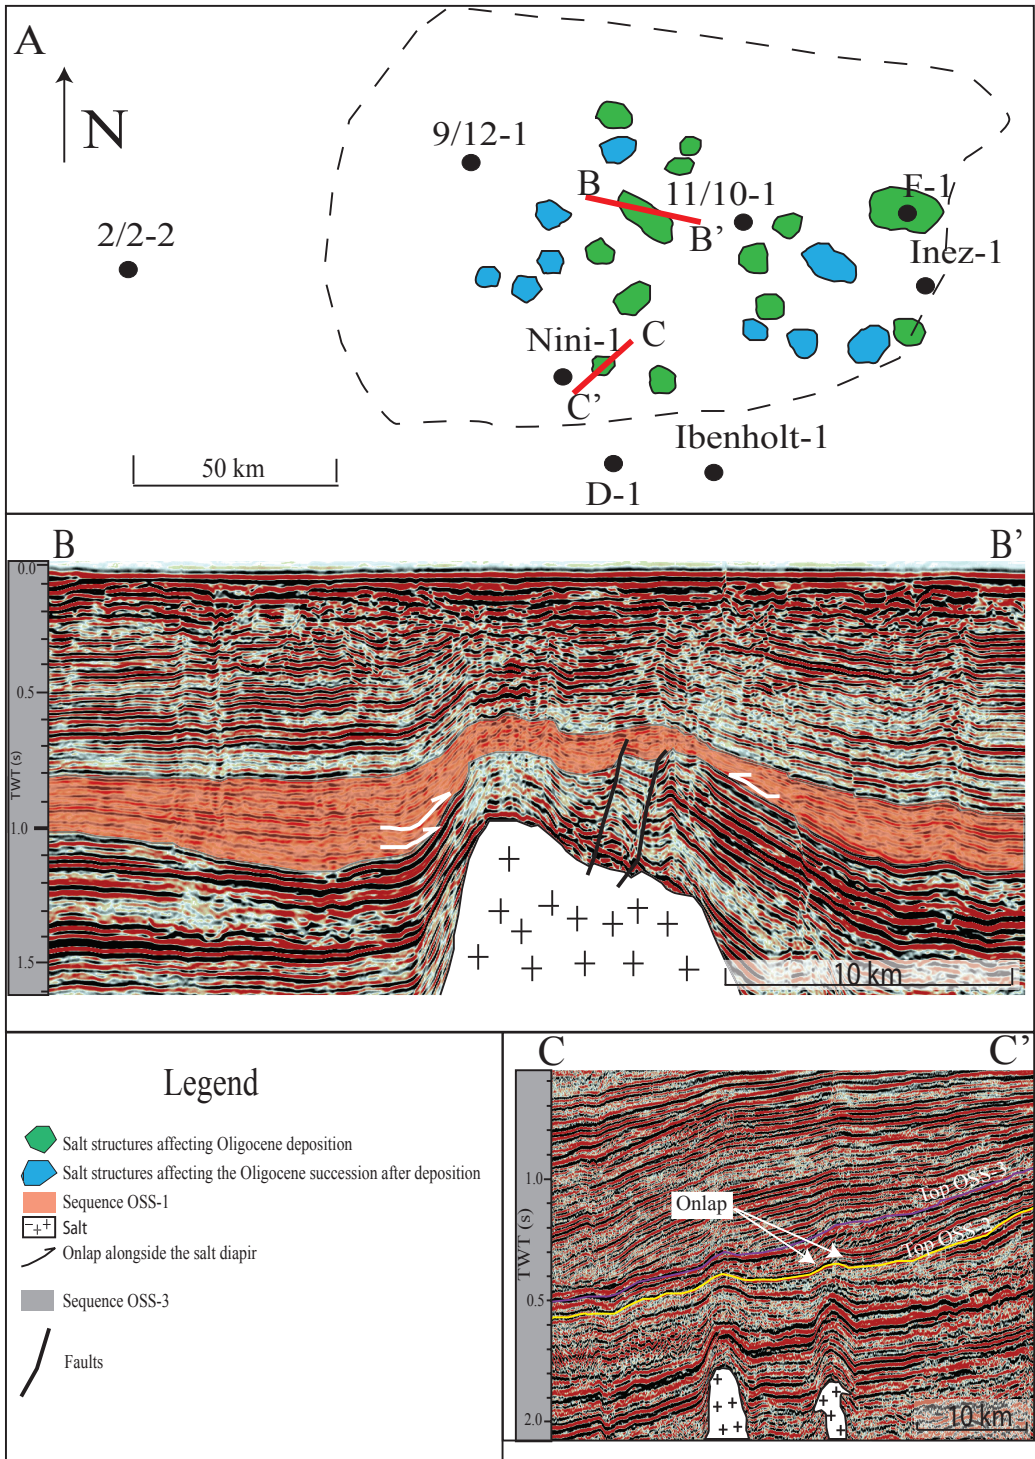 A
N
9/12-1
2/2-2
B
11/10-1
B’
F-1
Inez-1
Nini-1
C
C’
Ibenholt-1
D-1
50 km
B
B’
0.0
0.5
TWT (s)
1.0
1.5
10 km
Legend
Salt structures affecting Oligocene deposition
Salt structures affecting the Oligocene succession after deposition
Sequence OSS-1
Salt
Onlap alongside the salt diapir
Sequence OSS-3
Faults
C
C’
1.0
TWT (s)
0.5
2.0
Onlap
Top OSS-3
Top OSS-2
10 km